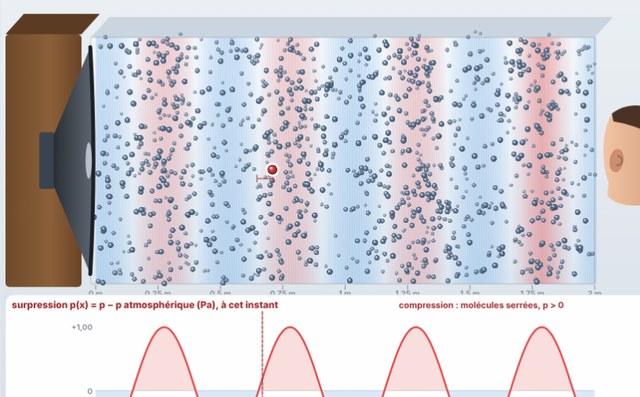 0 0,25 m 0,5 m 0,75 m 1 m 1,25 m 1,5 m 1,75 m 2 m
surpression p(x) = p − p atmosphérique (Pa), à cet instant compression : molécules serrées, p > 0
+1,00
0